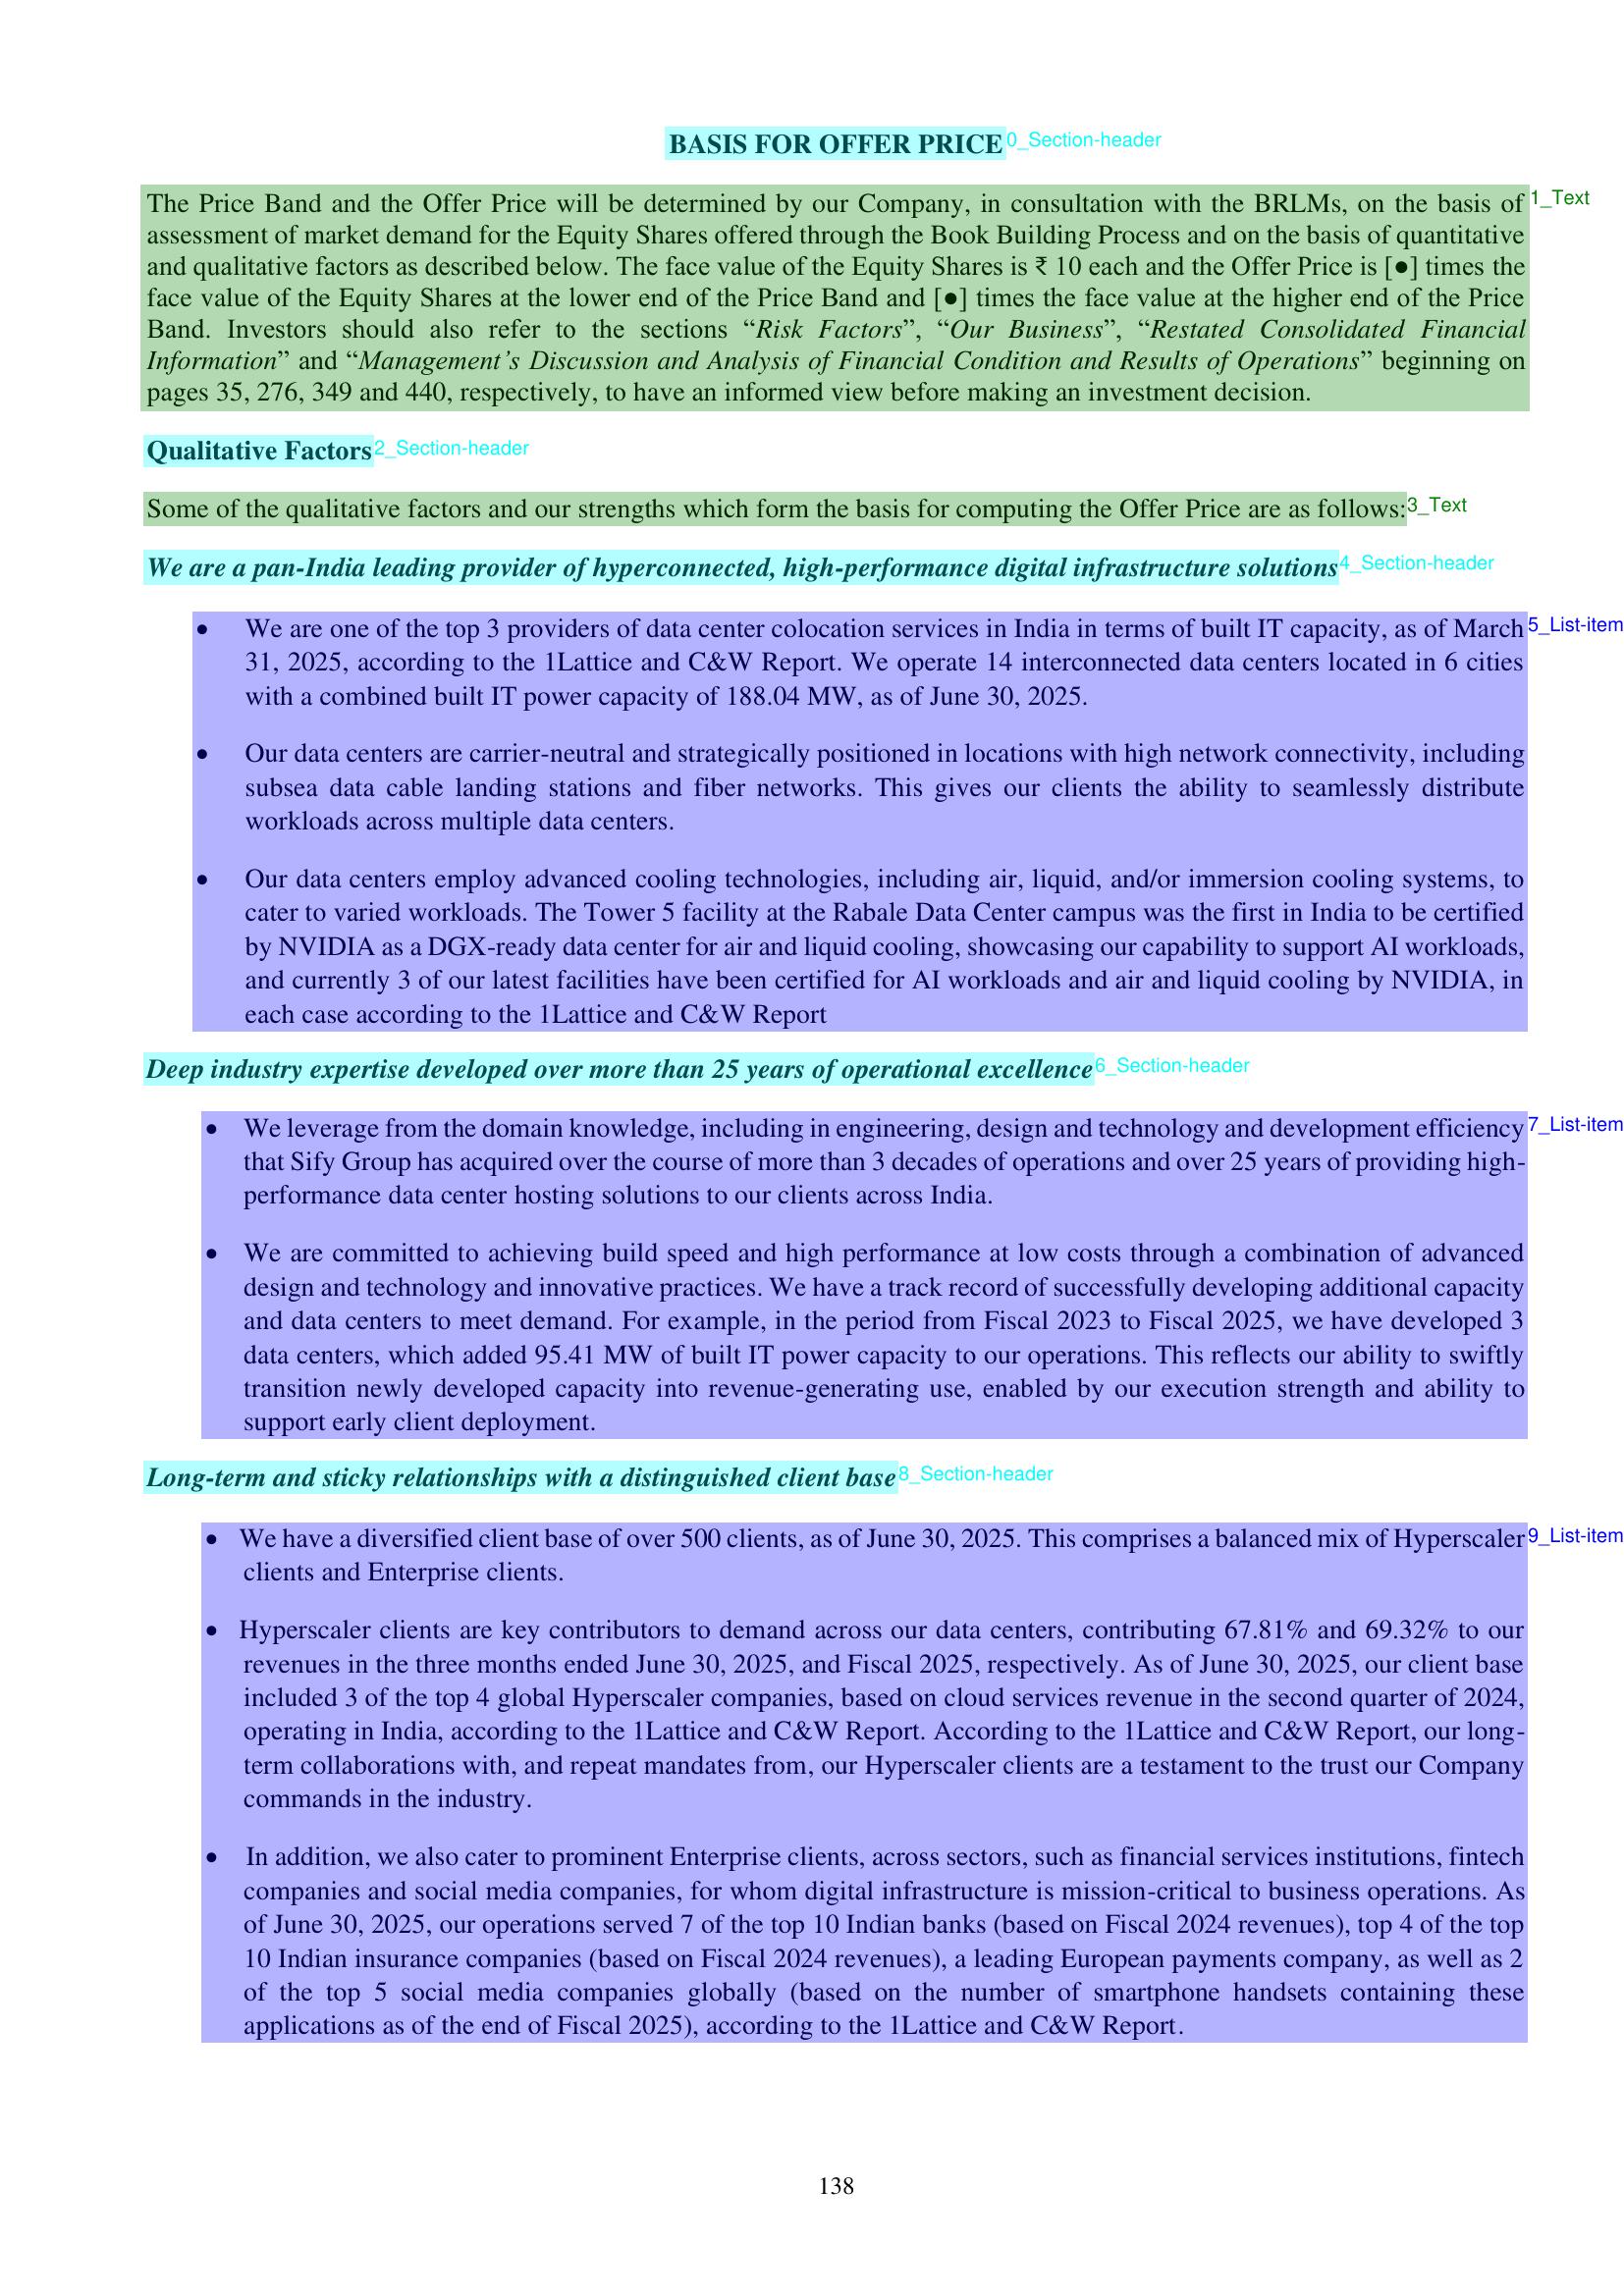 BASIS FOR OFFER PRICE 0_Section-header
The Price Band and the Offer Price will be determined by our Company, in consultation with the BRLMs, on the basis of 1_Text
assessment of market demand for the Equity Shares offered through the Book Building Process and on the basis of quantitative
and qualitative factors as described below. The face value of the Equity Shares is ₹ 10 each and the Offer Price is [●] times the
face value of the Equity Shares at the lower end of the Price Band and [●] times the face value at the higher end of the Price
Band. Investors should also refer to the sections “Risk Factors”, “Our Business”, “Restated Consolidated Financial
Information” and “Management’s Discussion and Analysis of Financial Condition and Results of Operations” beginning on
pages 35, 276, 349 and 440, respectively, to have an informed view before making an investment decision.
Qualitative Factors 2_Section-header
Some of the qualitative factors and our strengths which form the basis for computing the Offer Price are as follows: 3_Text
We are a pan-India leading provider of hyperconnected, high-performance digital infrastructure solutions 4_Section-header
• We are one of the top 3 providers of data center colocation services in India in terms of built IT capacity, as of March 5_List-item
31, 2025, according to the 1Lattice and C&W Report. We operate 14 interconnected data centers located in 6 cities
with a combined built IT power capacity of 188.04 MW, as of June 30, 2025.
• Our data centers are carrier-neutral and strategically positioned in locations with high network connectivity, including
subsea data cable landing stations and fiber networks. This gives our clients the ability to seamlessly distribute
workloads across multiple data centers.
• Our data centers employ advanced cooling technologies, including air, liquid, and/or immersion cooling systems, to
cater to varied workloads. The Tower 5 facility at the Rabale Data Center campus was the first in India to be certified
by NVIDIA as a DGX-ready data center for air and liquid cooling, showcasing our capability to support AI workloads,
and currently 3 of our latest facilities have been certified for AI workloads and air and liquid cooling by NVIDIA, in
each case according to the 1Lattice and C&W Report
Deep industry expertise developed over more than 25 years of operational excellence 6_Section-header
• We leverage from the domain knowledge, including in engineering, design and technology and development efficiency 7_List-item
that Sify Group has acquired over the course of more than 3 decades of operations and over 25 years of providing high-
performance data center hosting solutions to our clients across India.
• We are committed to achieving build speed and high performance at low costs through a combination of advanced
design and technology and innovative practices. We have a track record of successfully developing additional capacity
and data centers to meet demand. For example, in the period from Fiscal 2023 to Fiscal 2025, we have developed 3
data centers, which added 95.41 MW of built IT power capacity to our operations. This reflects our ability to swiftly
transition newly developed capacity into revenue-generating use, enabled by our execution strength and ability to
support early client deployment.
Long-term and sticky relationships with a distinguished client base 8_Section-header
• We have a diversified client base of over 500 clients, as of June 30, 2025. This comprises a balanced mix of Hyperscaler 9_List-item
clients and Enterprise clients.
• Hyperscaler clients are key contributors to demand across our data centers, contributing 67.81% and 69.32% to our
revenues in the three months ended June 30, 2025, and Fiscal 2025, respectively. As of June 30, 2025, our client base
included 3 of the top 4 global Hyperscaler companies, based on cloud services revenue in the second quarter of 2024,
operating in India, according to the 1Lattice and C&W Report. According to the 1Lattice and C&W Report, our long-
term collaborations with, and repeat mandates from, our Hyperscaler clients are a testament to the trust our Company
commands in the industry.
• In addition, we also cater to prominent Enterprise clients, across sectors, such as financial services institutions, fintech
companies and social media companies, for whom digital infrastructure is mission-critical to business operations. As
of June 30, 2025, our operations served 7 of the top 10 Indian banks (based on Fiscal 2024 revenues), top 4 of the top
10 Indian insurance companies (based on Fiscal 2024 revenues), a leading European payments company, as well as 2
of the top 5 social media companies globally (based on the number of smartphone handsets containing these
applications as of the end of Fiscal 2025), according to the 1Lattice and C&W Report.
138